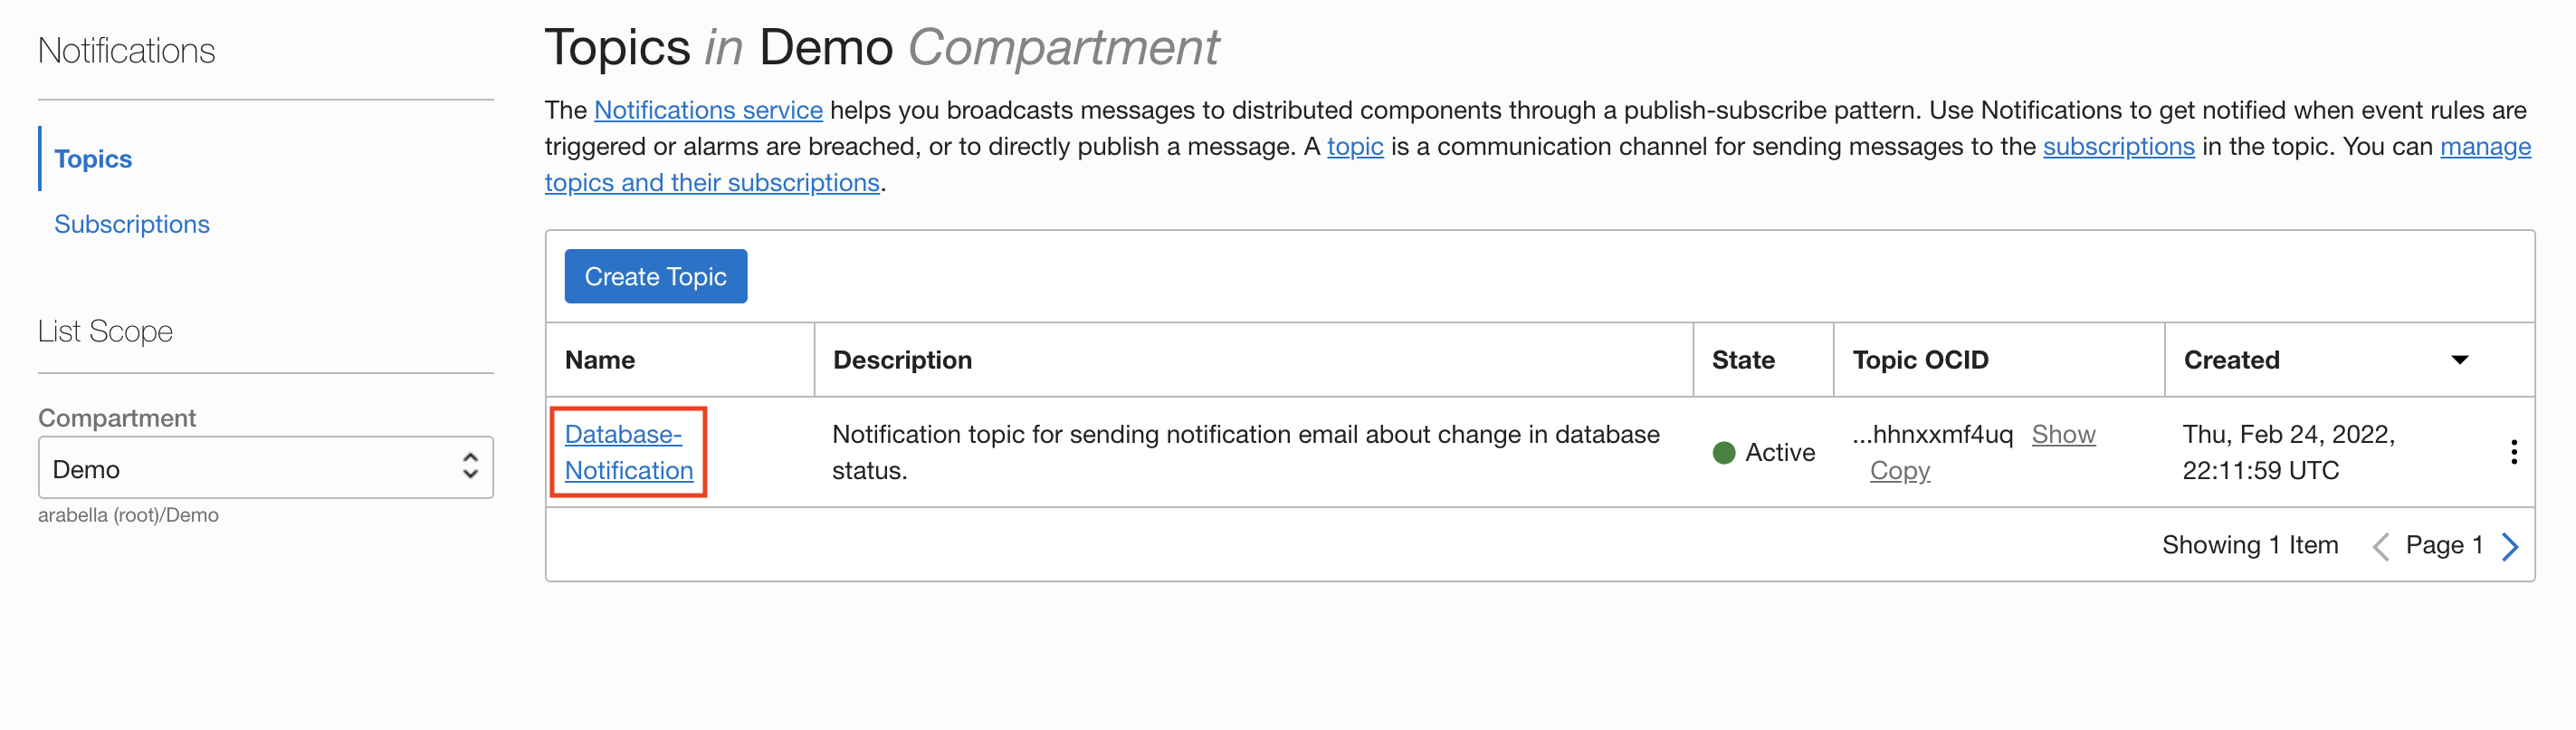 Notifications
Topics
Subscriptions
List Scope
Compartment
Demo
arabella (root)/Demo
Topics in Demo Compartment
The Notifications service helps you broadcasts messages to distributed components through a publish-subscribe pattern. Use Notifications to get notified when event rules are
triggered or alarms are breached, or to directly publish a message. A topic is a communication channel for sending messages to the subscriptions in the topic. You can manage
topics and their subscriptions.
Create Topic
Name Description State Topic OCID Created
Database- Notification topic for sending notification email about change in database Active ...hhnxxmf4uq Show Thu, Feb 24, 2022,
Notification status. Copy 22:11:59 UTC
Showing 1 Item Page 1